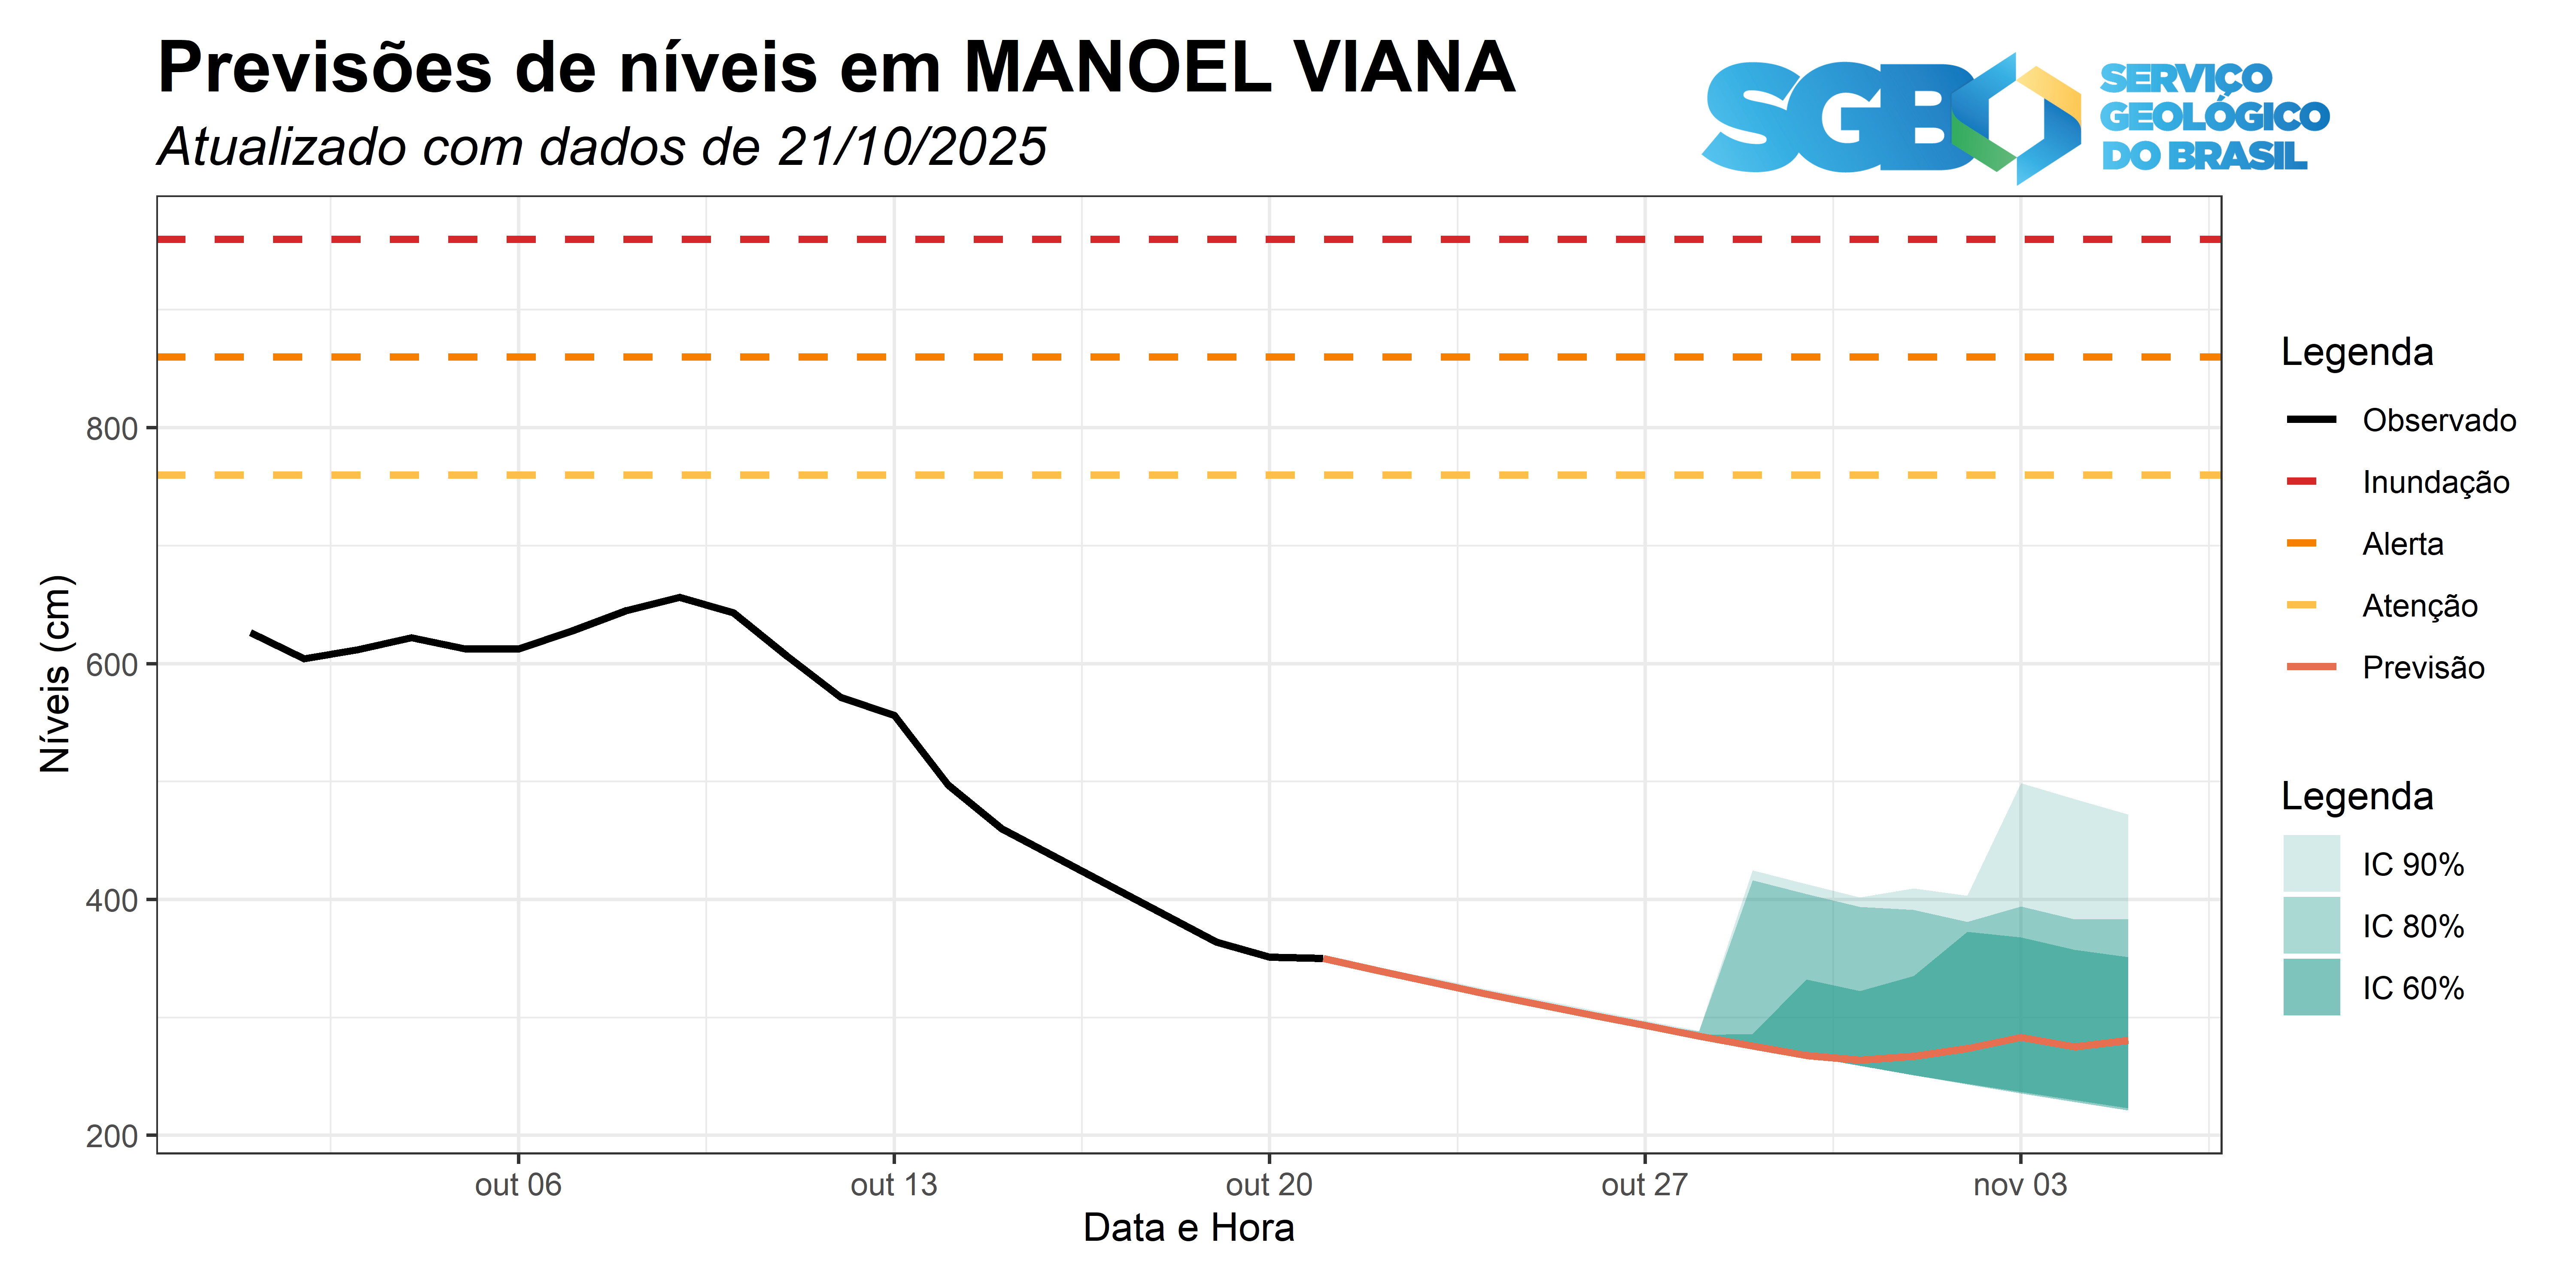 Previsões de níveis em MANOEL VIANA
Atualizado com dados de 21/10/2025
SGB
SERVIÇO
GEOLÓGICO
DO BRASIL
Níveis (cm)
800
600
400
200
out 06
out 13
out 20
out 27
nov 03
Data e Hora
Legenda
Observado
Inundação
Alerta
Atenção
Previsão
Legenda
IC 90%
IC 80%
IC 60%